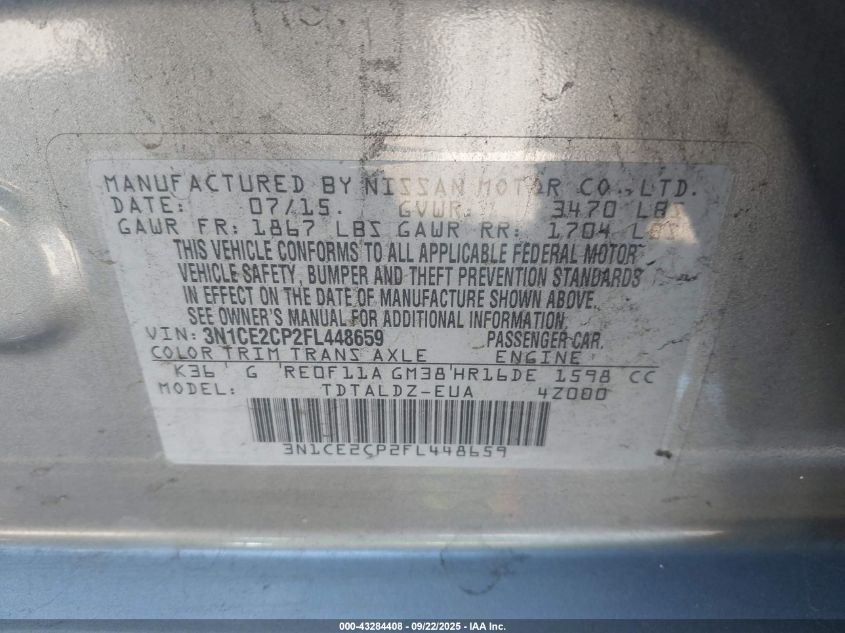 MANUFACTURED BY NISSAN MOTOR CO., LTD.
DATE: 07/15. GVWR: 3470 LBS
GAWR FR: 1867 LBS GAWR RR: 1704 LBS
THIS VEHICLE CONFORMS TO ALL APPLICABLE FEDERAL MOTOR
VEHICLE SAFETY, BUMPER AND THEFT PREVENTION STANDARDS
IN EFFECT ON THE DATE OF MANUFACTURE SHOWN ABOVE.
SEE OWNER'S MANUAL FOR ADDITIONAL INFORMATION.
VIN: 3N1CE2CP2FL448659 PASSENGER CAR.
COLOR TRIM TRANS AXLE ENGINE
K36 G RE0F11A GM38 HR16DE 1598 CC
MODEL: TDTALDZ-EUA 4Z000
3N1CE2CP2FL448659
000-43284408 - 09/22/2025 - IAA Inc.